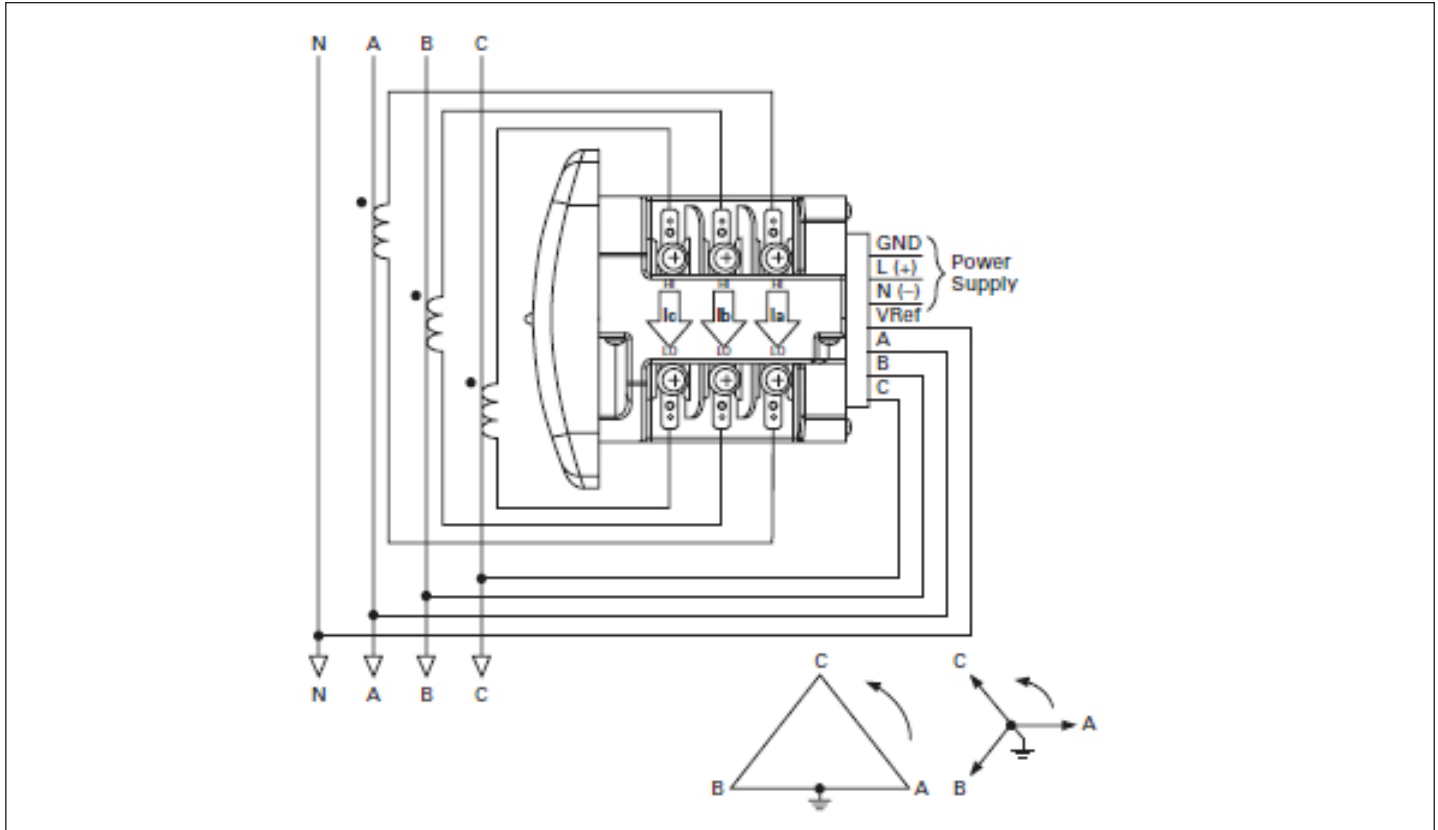 N A B C
GND
L (+)
N (–)
Power
Supply
VRef
A
B
C
HI HI HI
Ic Ib Ia
LO LO LO
N A B C
C
B A
C
A
B